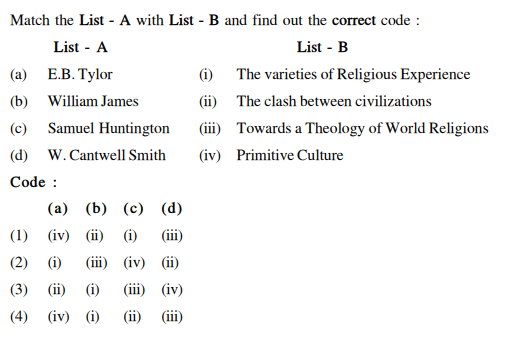 Match the List - A with List - B and find out the correct code :
List - A List - B
(a) E.B. Tylor (i) The varieties of Religious Experience
(b) William James (ii) The clash between civilizations
(c) Samuel Huntington (iii) Towards a Theology of World Religions
(d) W. Cantwell Smith (iv) Primitive Culture
Code :
(a) (b) (c) (d)
(1) (iv) (ii) (i) (iii)
(2) (i) (iii) (iv) (ii)
(3) (ii) (i) (iii) (iv)
(4) (iv) (i) (ii) (iii)